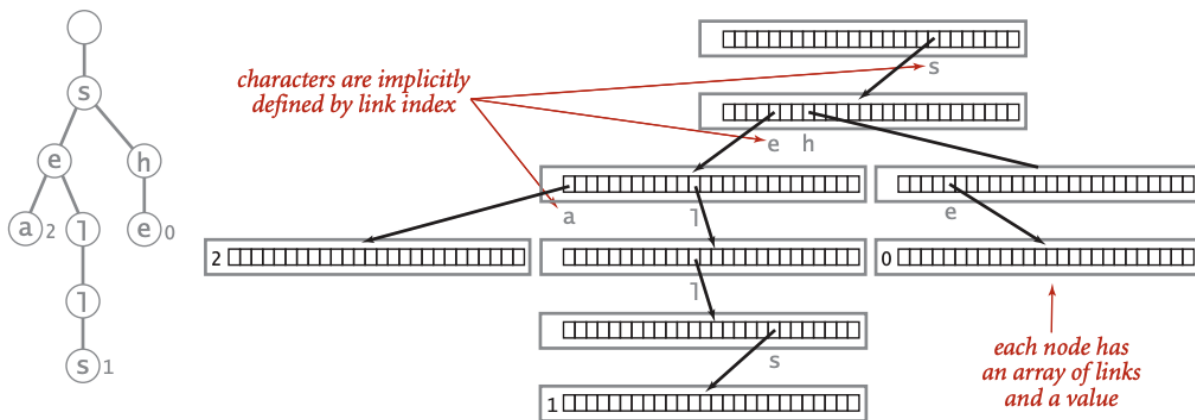 s
characters are implicitly
defined by link index
s
s
e
h
e h
a 2
l
e 0
a
l
e
2
0
l
l
s 1
s
each node has
an array of links
and a value
1